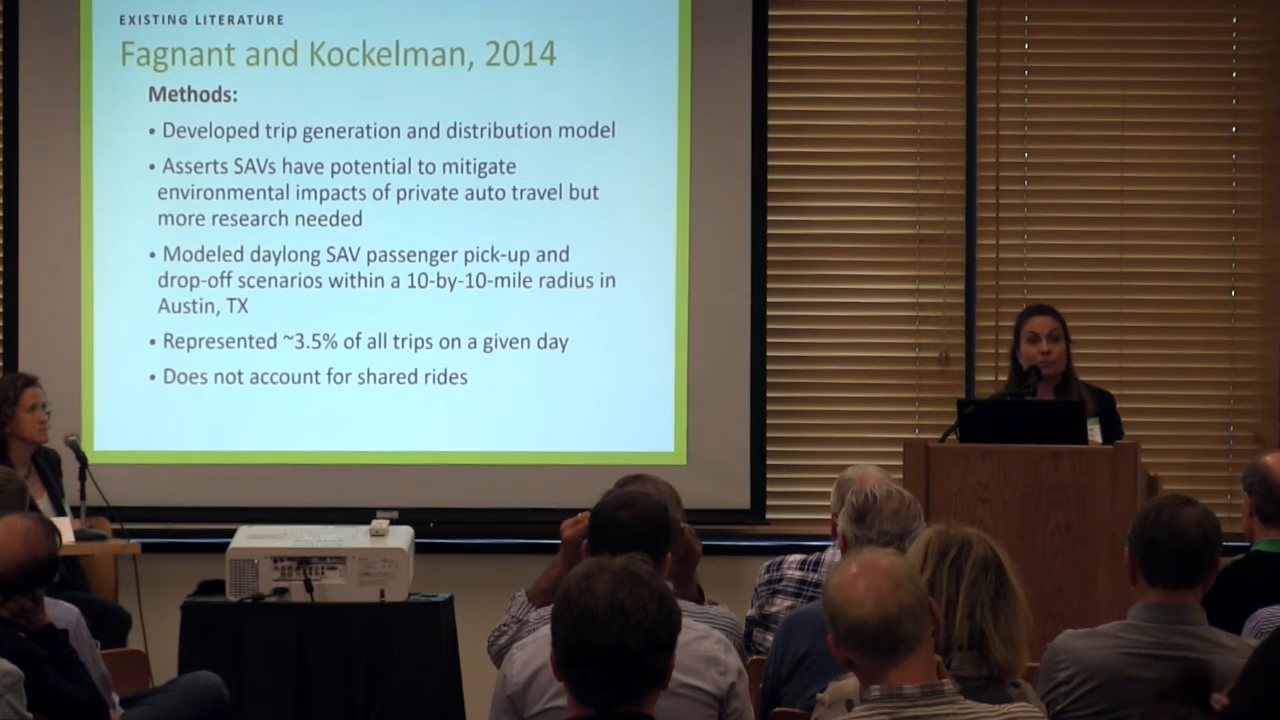 EXISTING LITERATURE
Fagnant and Kockelman, 2014
Methods:
• Developed trip generation and distribution model
• Asserts SAVs have potential to mitigate
environmental impacts of private auto travel but
more research needed
• Modeled daylong SAV passenger pick-up and
drop-off scenarios within a 10-by-10-mile radius in
Austin, TX
• Represented ~3.5% of all trips on a given day
• Does not account for shared rides